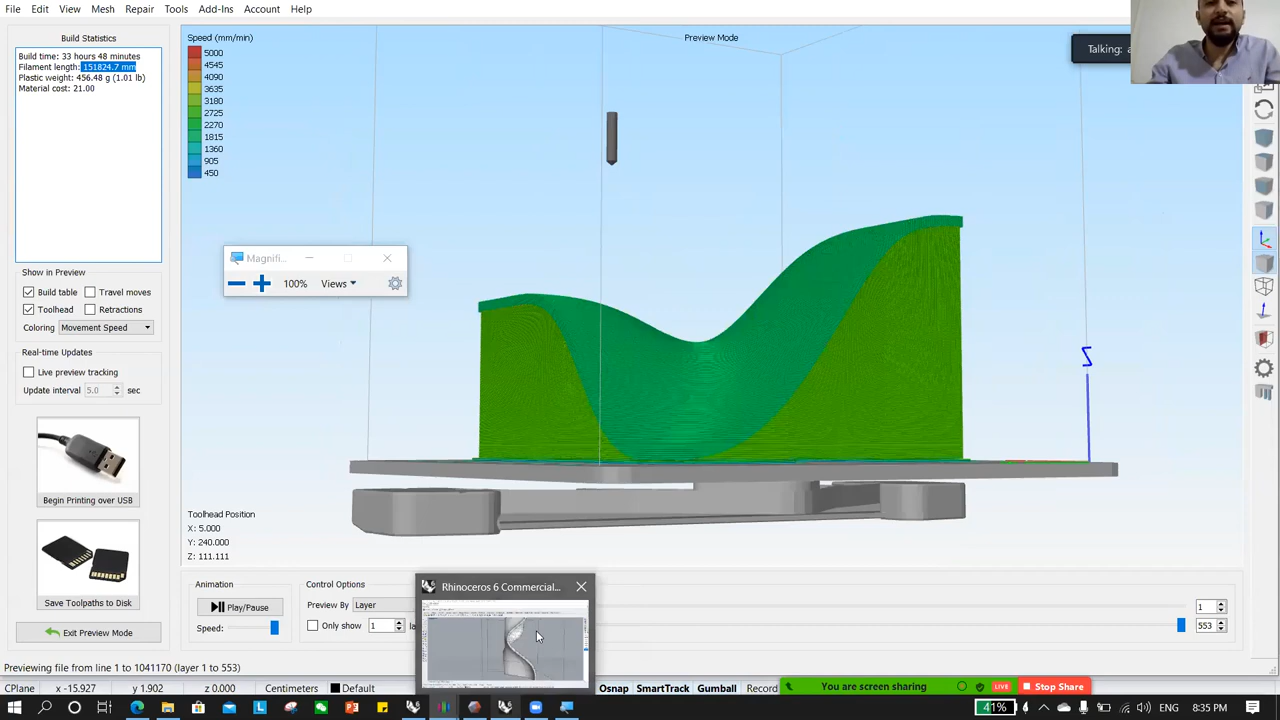 File Edit View Mesh Repair Tools Add-Ins Account Help
Build Statistics
Build time: 33 hours 48 minutes
Filament length: 151824.7 mm
Plastic weight: 456.48 g (1.01 lb)
Material cost: 21.00
Speed (mm/min)
5000
4545
4090
3635
3180
2725
2270
1815
1360
905
450
Preview Mode
Talking:
Magnifi...
100% Views
Show in Preview
Build table Travel moves
Toolhead Retractions
Coloring Movement Speed
Real-time Updates
Live preview tracking
Update interval 5.0 sec
Begin Printing over USB
Save Toolpaths to Disk
Exit Preview Mode
Z
Toolhead Position
X: 5.000
Y: 240.000
Z: 111.111
Animation
Play/Pause
Speed:
Control Options
Preview By Layer
Only show 1
1
553
Rhinoceros 6 Commercial...
Previewing file from line 1 to 1041170 (layer 1 to 553)
CPlane X -15.927 Y 1.902 Z 0.000 Centimeters Default Osnap SmartTrack Gumball Record
You are screen sharing LIVE Stop Share
41% ENG 8:35 PM